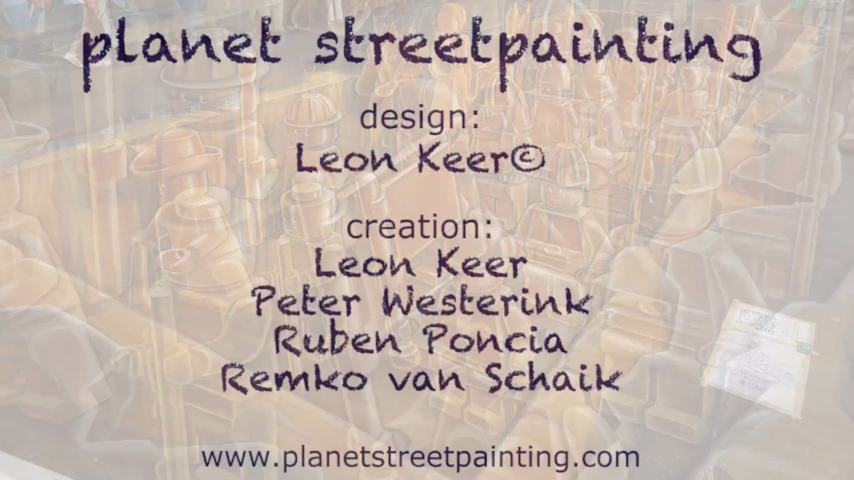 planet streetpainting
design:
Leon Keer©
creation:
Leon Keer
Peter Westerink
Ruben Poncia
Remko van Schaik
www.planetstreetpainting.com